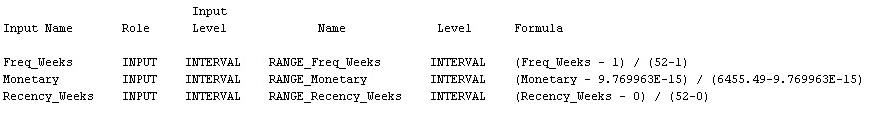 Input
Input Name Role Level Name Level Formula
Freq_Weeks INPUT INTERVAL RANGE_Freq_Weeks INTERVAL (Freq_Weeks - 1) / (52-1)
Monetary INPUT INTERVAL RANGE_Monetary INTERVAL (Monetary - 9.769963E-15) / (6455.49-9.769963E-15)
Recency_Weeks INPUT INTERVAL RANGE_Recency_Weeks INTERVAL (Recency_Weeks - 0) / (52-0)